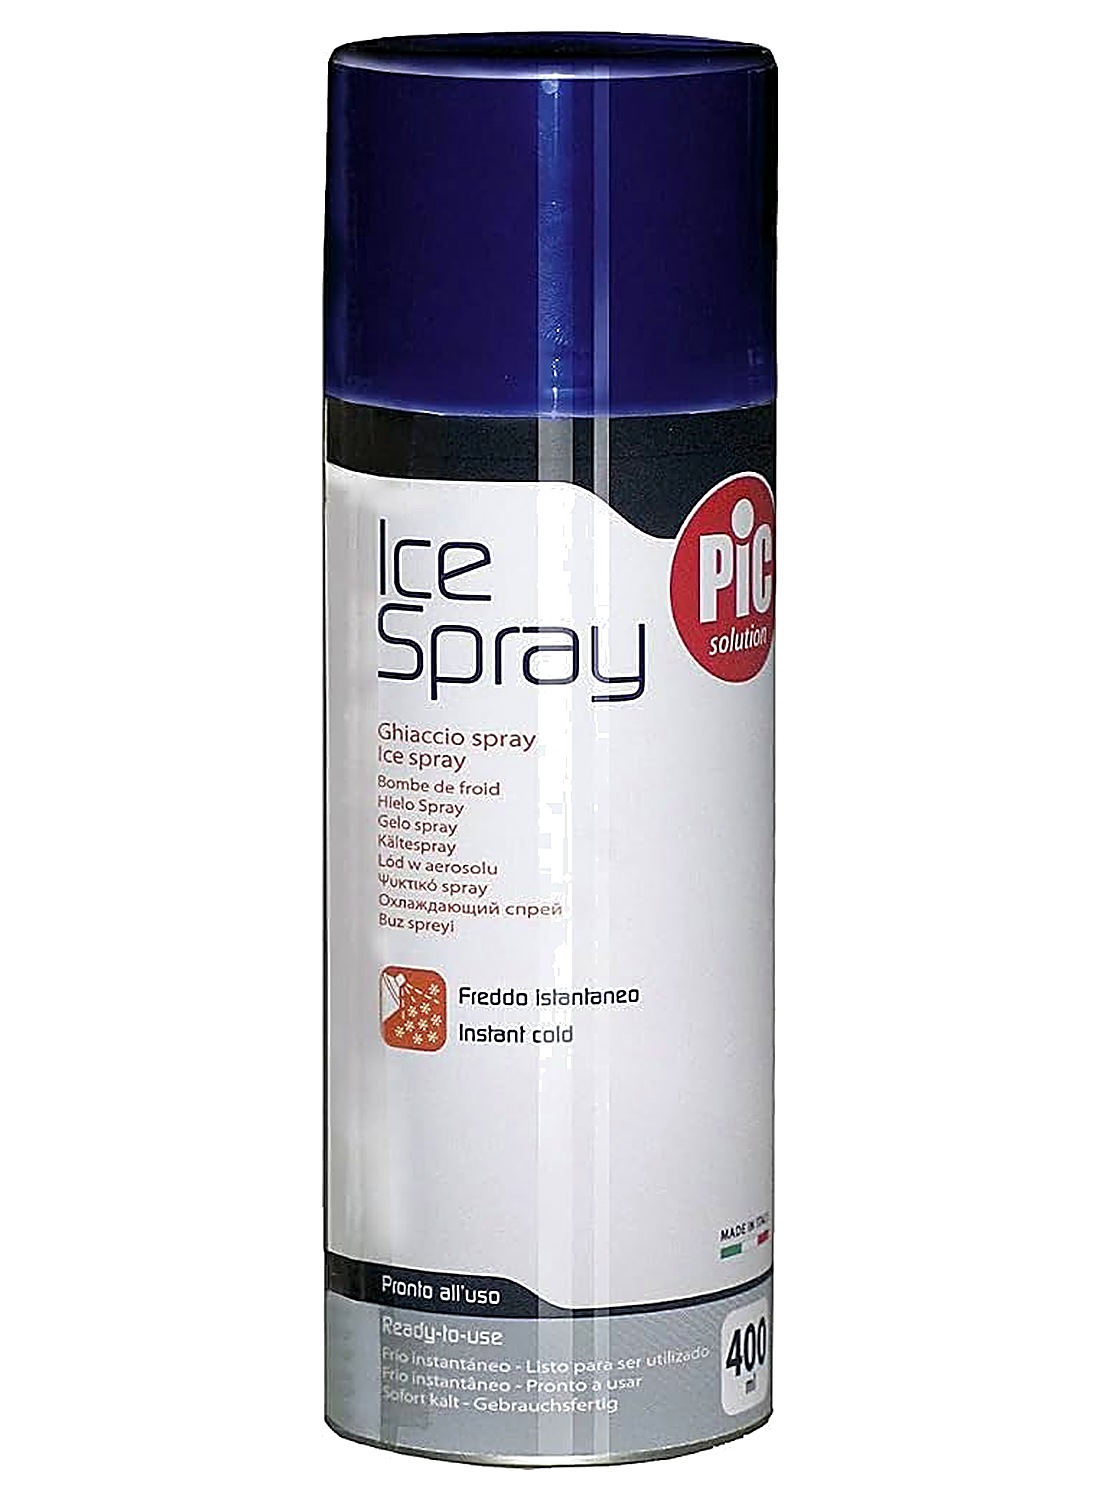 Ice
Spray
PiC
solution
Ghiaccio spray
Ice spray
Bombe de froid
Hielo Spray
Gelo spray
Kältespray
Lód w aerosolu
Ψυκτικό spray
Охлаждающий спрей
Buz spreyi
Freddo istantaneo
Instant cold
MADE IN ITALY
Pronto all'uso
Ready-to-use
Frío instantáneo - Listo para ser utilizado
Frio instantâneo - Pronto a usar
Sofort kalt - Gebrauchsfertig
400
ml